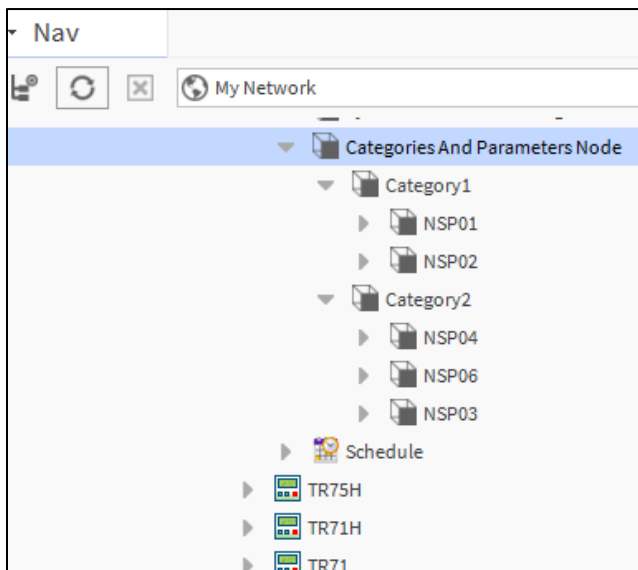 Nav
My Network
Categories And Parameters Node
Category1
NSP01
NSP02
Category2
NSP04
NSP06
NSP03
Schedule
TR75H
TR71H
TR71